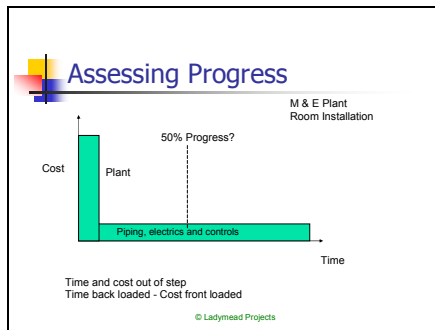 Assessing Progress
M & E Plant
Room Installation
50% Progress?
Cost
Plant
Piping, electrics and controls
Time
Time and cost out of step
Time back loaded - Cost front loaded
© Ladymead Projects